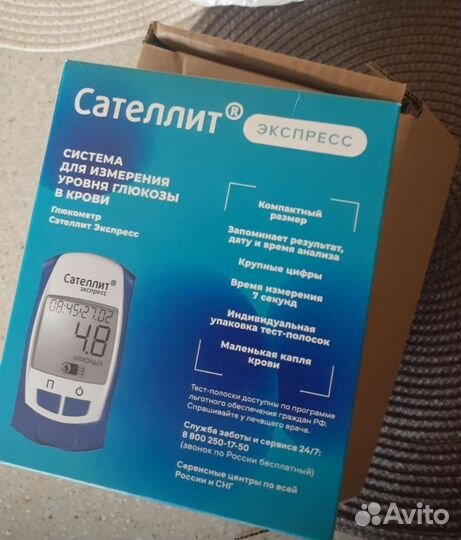 Сателлит® ЭКСПРЕСС
СИСТЕМА
ДЛЯ ИЗМЕРЕНИЯ
УРОВНЯ ГЛЮКОЗЫ
В КРОВИ
Глюкометр
Сателлит Экспресс
Компактный
размер
Запоминает результат,
дату и время анализа
Крупные цифры
Время измерения
7 секунд
Индивидуальная
упаковка тест-полосок
Маленькая капля
крови
Сателлит®
экспресс
08:45 27.02
4.8
ММОЛЬ/Л
П
Тест-полоски доступны по программе
льготного обеспечения граждан РФ.
Спрашивайте у лечащего врача.
Служба заботы и сервиса 24/7:
8 800 250-17-50
(звонок по России бесплатный)
Сервисные центры по всей
России и СНГ
Avito